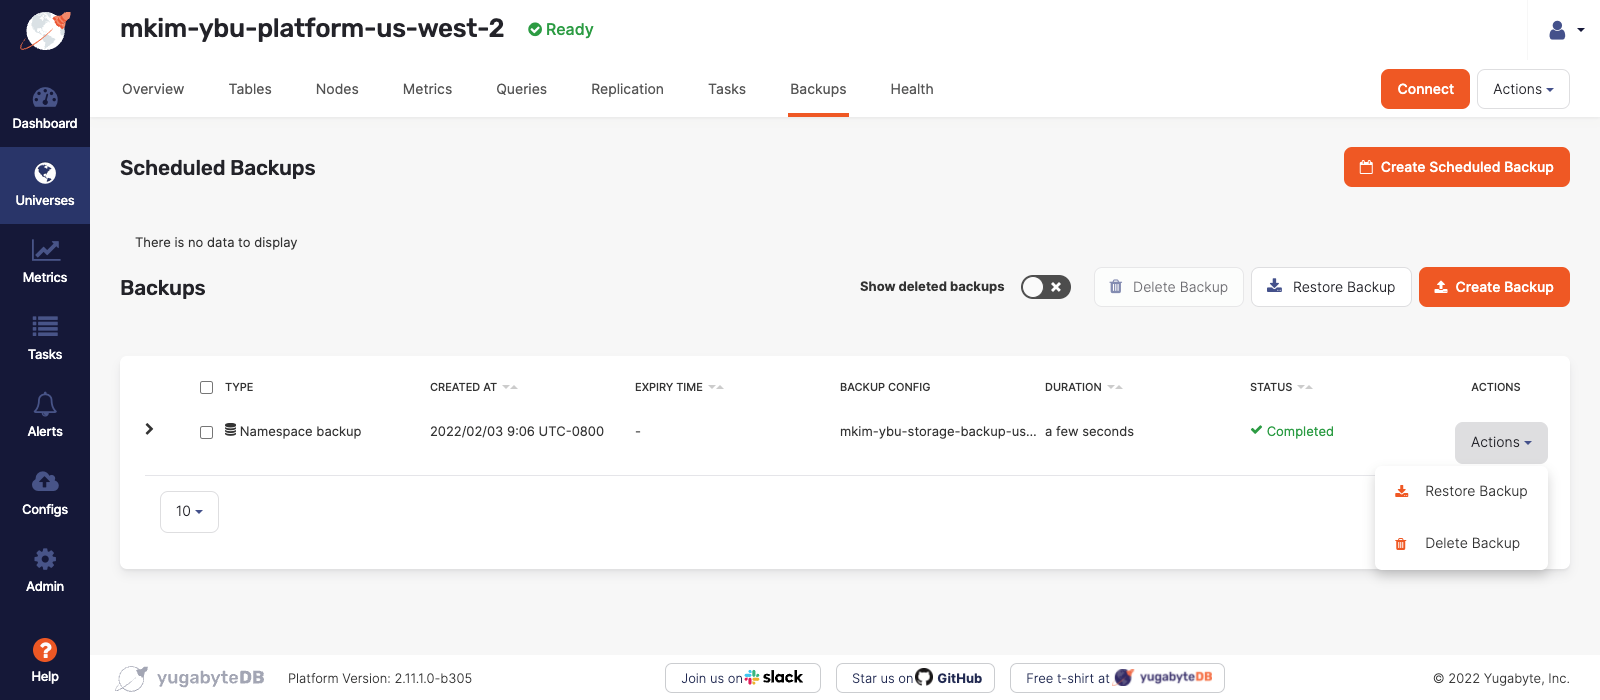 mkim-ybu-platform-us-west-2 Ready
Overview Tables Nodes Metrics Queries Replication Tasks Backups Health Connect Actions
Dashboard
Universes
Metrics
Tasks
Alerts
Configs
Admin
Help
Scheduled Backups Create Scheduled Backup
There is no data to display
Backups Show deleted backups Delete Backup Restore Backup Create Backup
TYPE CREATED AT EXPIRY TIME BACKUP CONFIG DURATION STATUS ACTIONS
Namespace backup 2022/02/03 9:06 UTC-0800 - mkim-ybu-storage-backup-us... a few seconds Completed Actions
Restore Backup
Delete Backup
10
yugabyteDB Platform Version: 2.11.1.0-b305 Join us on slack Star us on GitHub Free t-shirt at yugabyteDB © 2022 Yugabyte, Inc.